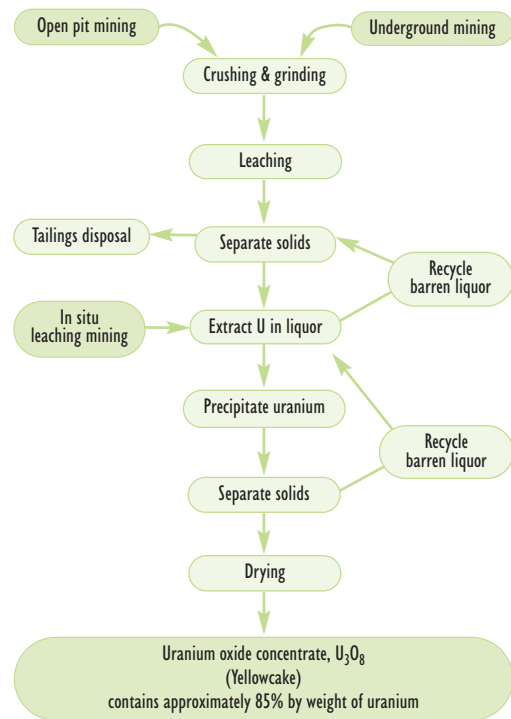 Open pit mining
Underground mining
Crushing & grinding
Leaching
Tailings disposal
Separate solids
Recycle
barren liquor
In situ
leaching mining
Extract U in liquor
Precipitate uranium
Recycle
barren liquor
Separate solids
Drying
Uranium oxide concentrate, U₃O₈
(Yellowcake)
contains approximately 85% by weight of uranium